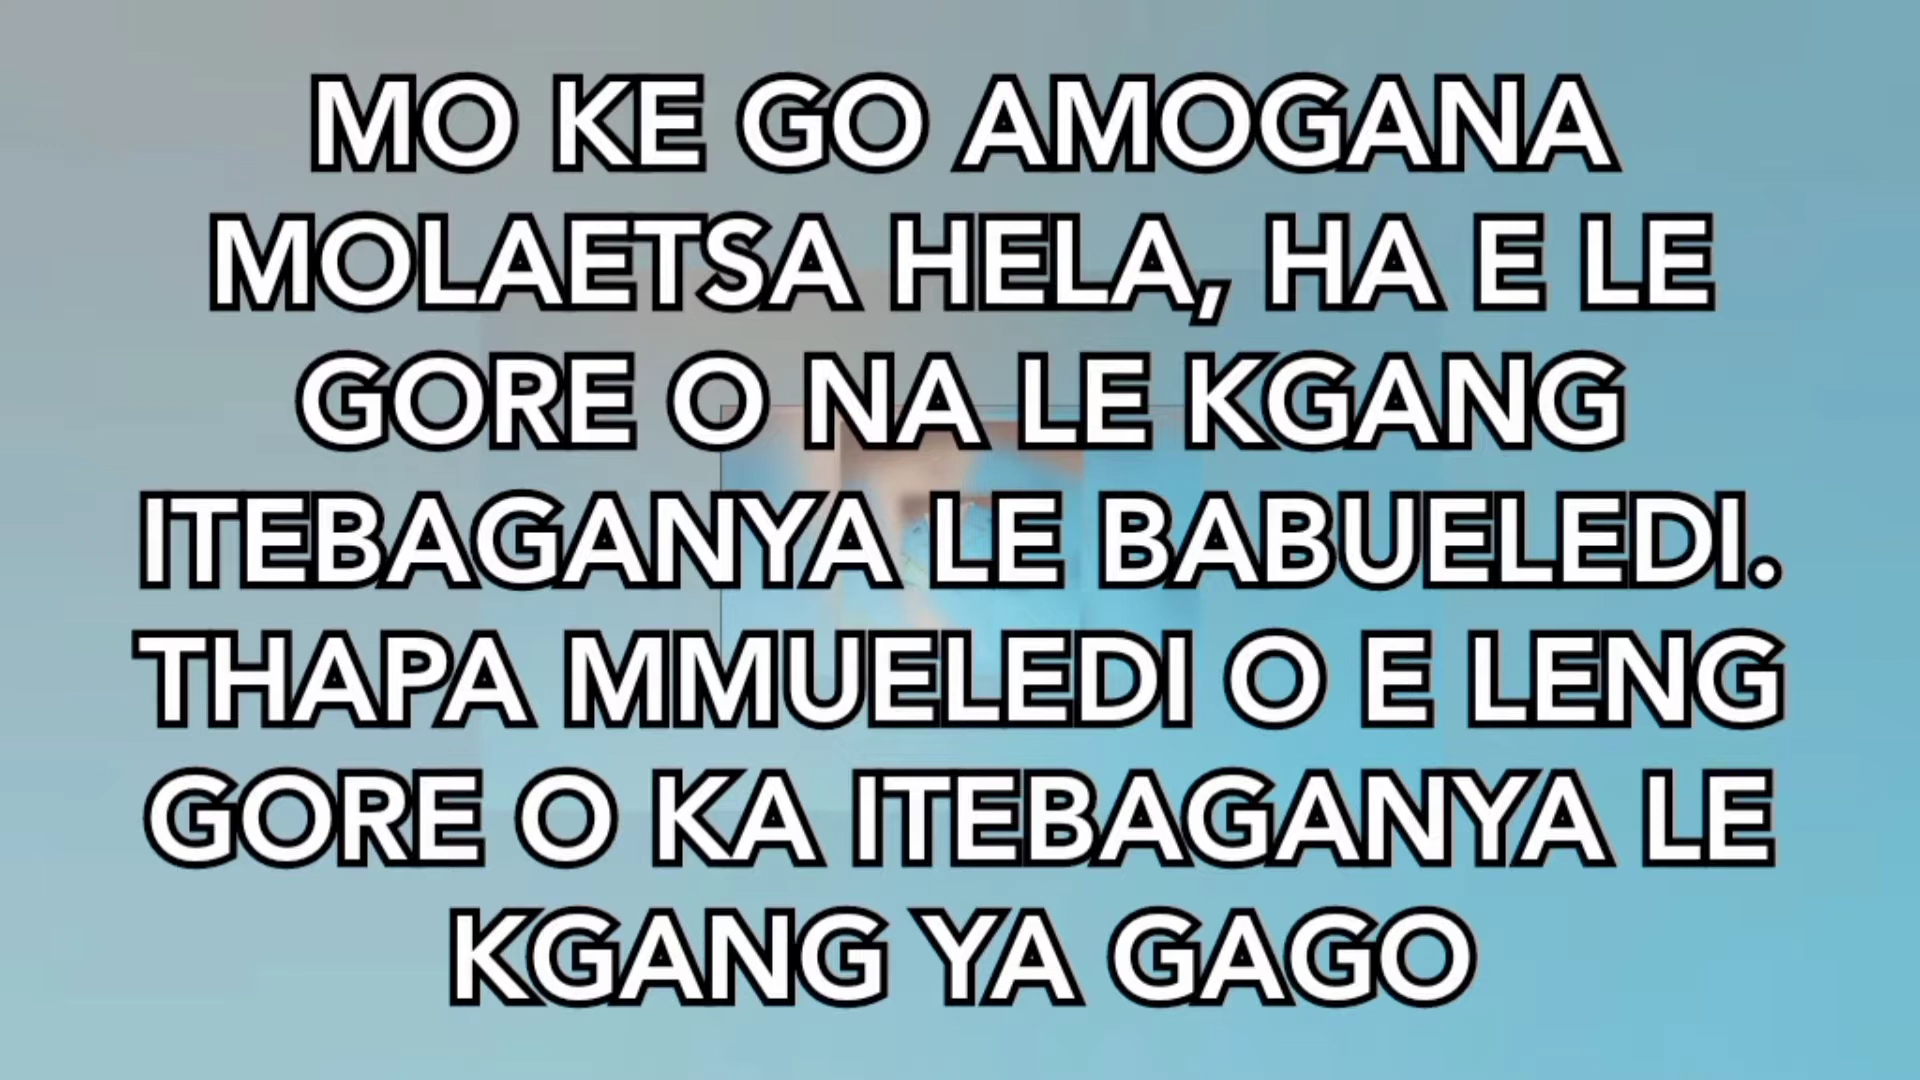 MO KE GO AMOGANA
MOLAETSA HELA, HA E LE
GORE O NA LE KGANG
ITEBAGANYA LE BABUELEDI.
THAPA MMUELEDI O E LENG
GORE O KA ITEBAGANYA LE
KGANG YA GAGO